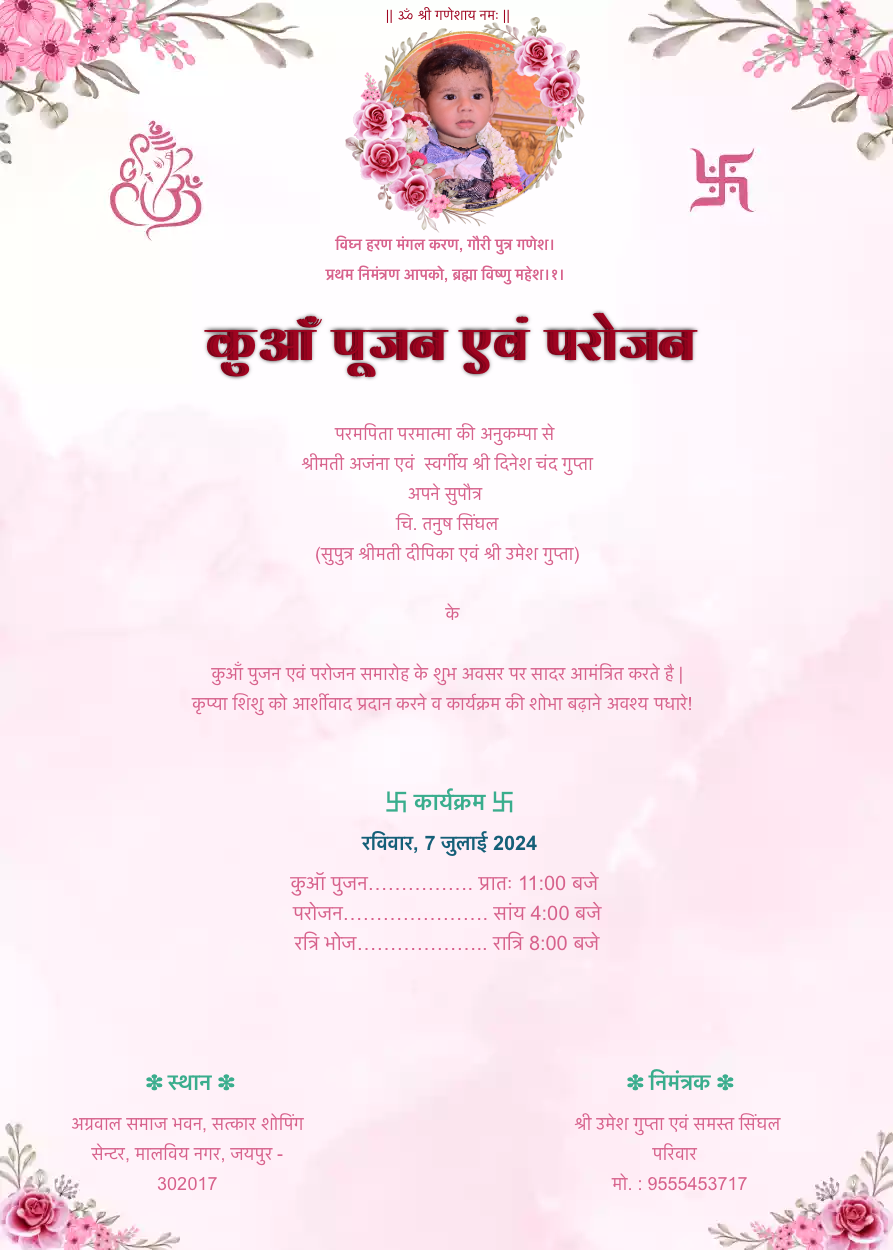 || ॐ श्री गणेशाय नमः ||
विघ्न हरण मंगल करण, गौरी पुत्र गणेश।
प्रथम निमंत्रण आपको, ब्रह्मा विष्णु महेश।१।
कुआँ पूजन एवं परोजन
परमपिता परमात्मा की अनुकम्पा से
श्रीमती अजंना एवं स्वर्गीय श्री दिनेश चंद गुप्ता
अपने सुपौत्र
चि. तनुष सिंघल
(सुपुत्र श्रीमती दीपिका एवं श्री उमेश गुप्ता)
के
कुआँ पुजन एवं परोजन समारोह के शुभ अवसर पर सादर आमंत्रित करते है |
कृप्या शिशु को आर्शीवाद प्रदान करने व कार्यक्रम की शोभा बढ़ाने अवश्य पधारे!
卐 कार्यक्रम 卐
रविवार, 7 जुलाई 2024
कुऑ पुजन................ प्रातः 11:00 बजे
परोजन...................... सांय 4:00 बजे
रत्रि भोज.................... रात्रि 8:00 बजे
❇ स्थान ❇
अग्रवाल समाज भवन, सत्कार शोपिंग
सेन्टर, मालविय नगर, जयपुर -
302017
❇ निमंत्रक ❇
श्री उमेश गुप्ता एवं समस्त सिंघल
परिवार
मो. : 9555453717